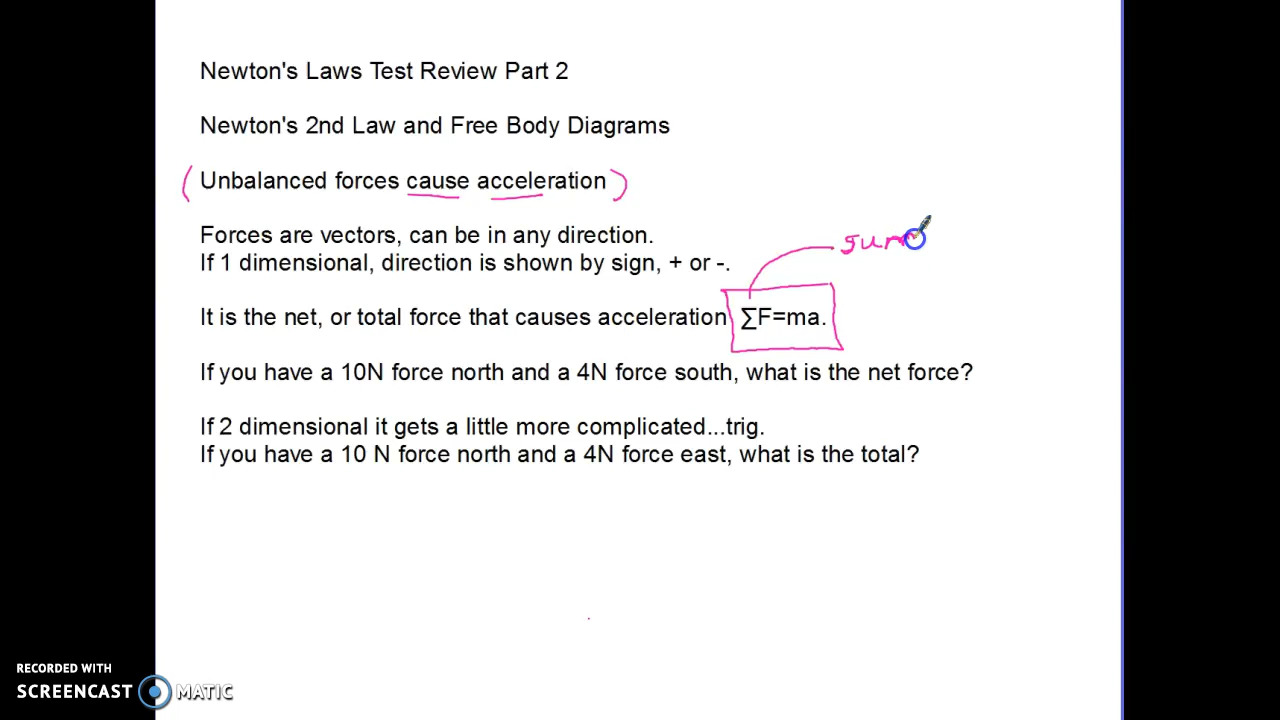 Newton's Laws Test Review Part 2
Newton's 2nd Law and Free Body Diagrams
(Unbalanced forces cause acceleration)
Forces are vectors, can be in any direction.
sum
If 1 dimensional, direction is shown by sign, + or -.
It is the net, or total force that causes acceleration ∑F=ma.
If you have a 10N force north and a 4N force south, what is the net force?
If 2 dimensional it gets a little more complicated...trig.
If you have a 10 N force north and a 4N force east, what is the total?
RECORDED WITH
SCREENCAST MATIC